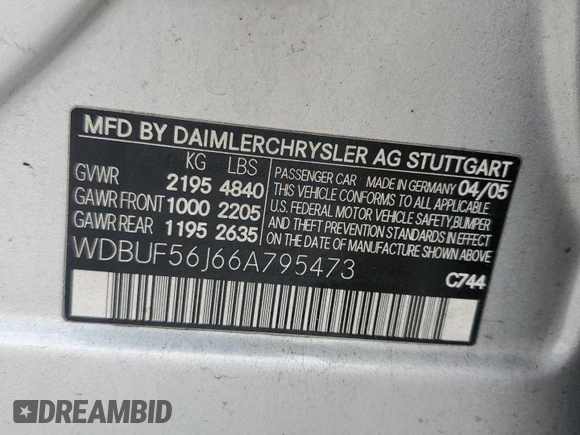 MFD BY DAIMLERCHRYSLER AG STUTTGART
KG LBS
GVWR 2195 4840
GAWR FRONT 1000 2205
GAWR REAR 1195 2635
PASSENGER CAR MADE IN GERMANY 04/05
THIS VEHICLE CONFORMS TO ALL APPLICABLE
U.S. FEDERAL MOTOR VEHICLE SAFETY, BUMPER
AND THEFT PREVENTION STANDARDS IN EFFECT
ON THE DATE OF MANUFACTURE SHOWN ABOVE
WDBUF56J66A795473
C744
DREAMBID